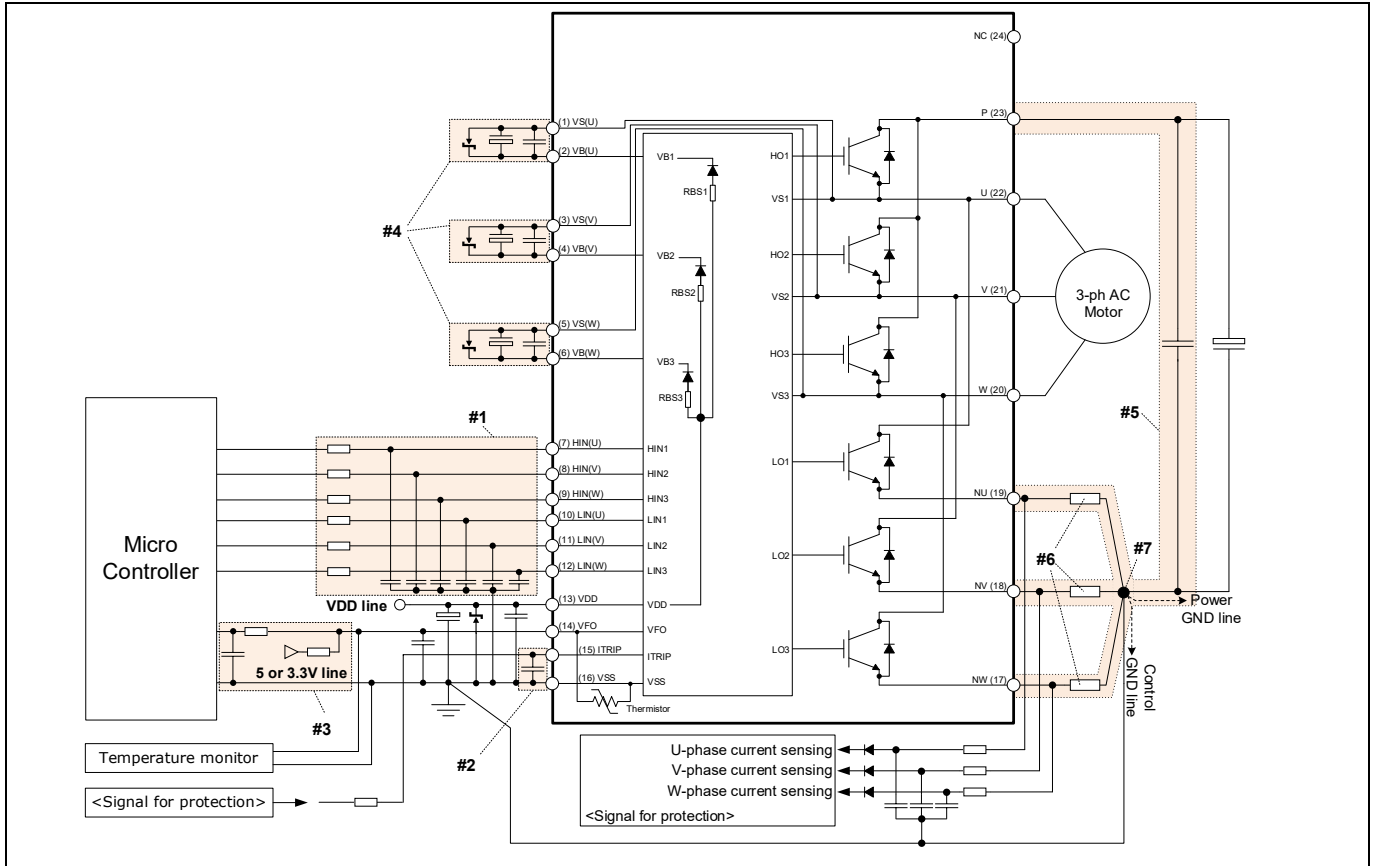 NC (24)
P (23)
(1) VS(U)
(2) VB(U)
VB1
HO1
RBS1
VS1
U (22)
#4
(3) VS(V)
(4) VB(V)
VB2
HO2
RBS2
VS2
V (21)
3-ph AC
Motor
(5) VS(W)
(6) VB(W)
VB3
HO3
RBS3
VS3
W (20)
#5
#1
(7) HIN(U)
HIN1
(8) HIN(V)
HIN2
LO1
(9) HIN(W)
HIN3
NU (19)
(10) LIN(U)
LIN1
(11) LIN(V)
LIN2
LO2
(12) LIN(W)
LIN3
#6
#7
NV (18)
Micro
Controller
VDD line
(13) VDD
VDD
Power
GND line
(14) VFO
VFO
(15) ITRIP
ITRIP
LO3
5 or 3.3V line
(16) VSS
VSS
NW (17)
Control
GND line
Thermistor
#3
#2
Temperature monitor
<Signal for protection>
U-phase current sensing
V-phase current sensing
W-phase current sensing
<Signal for protection>